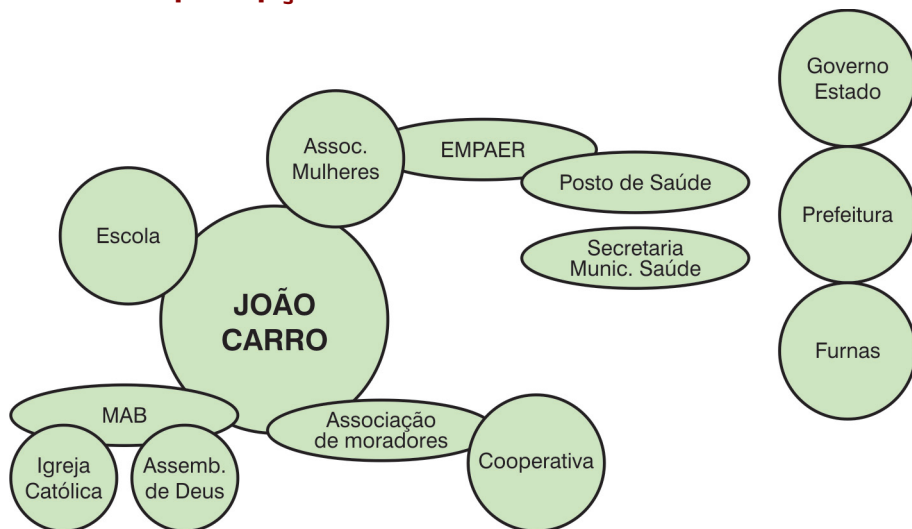 Governo
Estado
Assoc.
Mulheres
EMPAER
Posto de Saúde
Prefeitura
Escola
Secretaria
Munic. Saúde
JOÃO
CARRO
Furnas
MAB
Associação
de moradores
Cooperativa
Igreja
Católica
Assemb.
de Deus